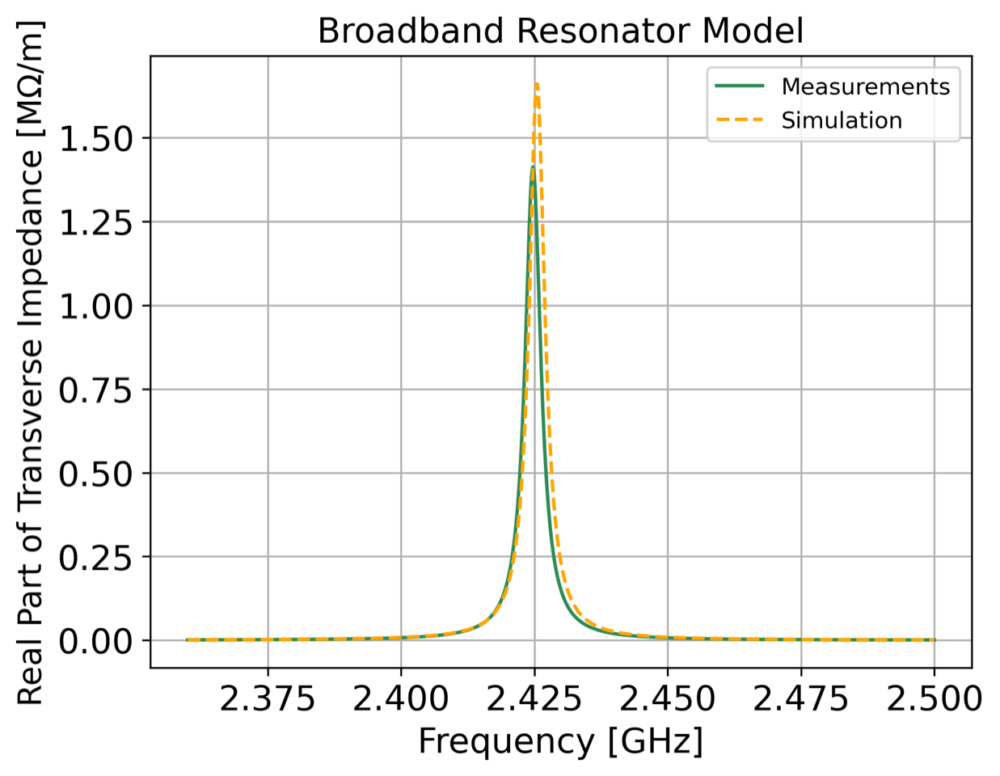 Broadband Resonator Model
Real Part of Transverse Impedance [MΩ/m]
1.50
1.25
1.00
0.75
0.50
0.25
0.00
Measurements
Simulation
2.375 2.400 2.425 2.450 2.475 2.500
Frequency [GHz]